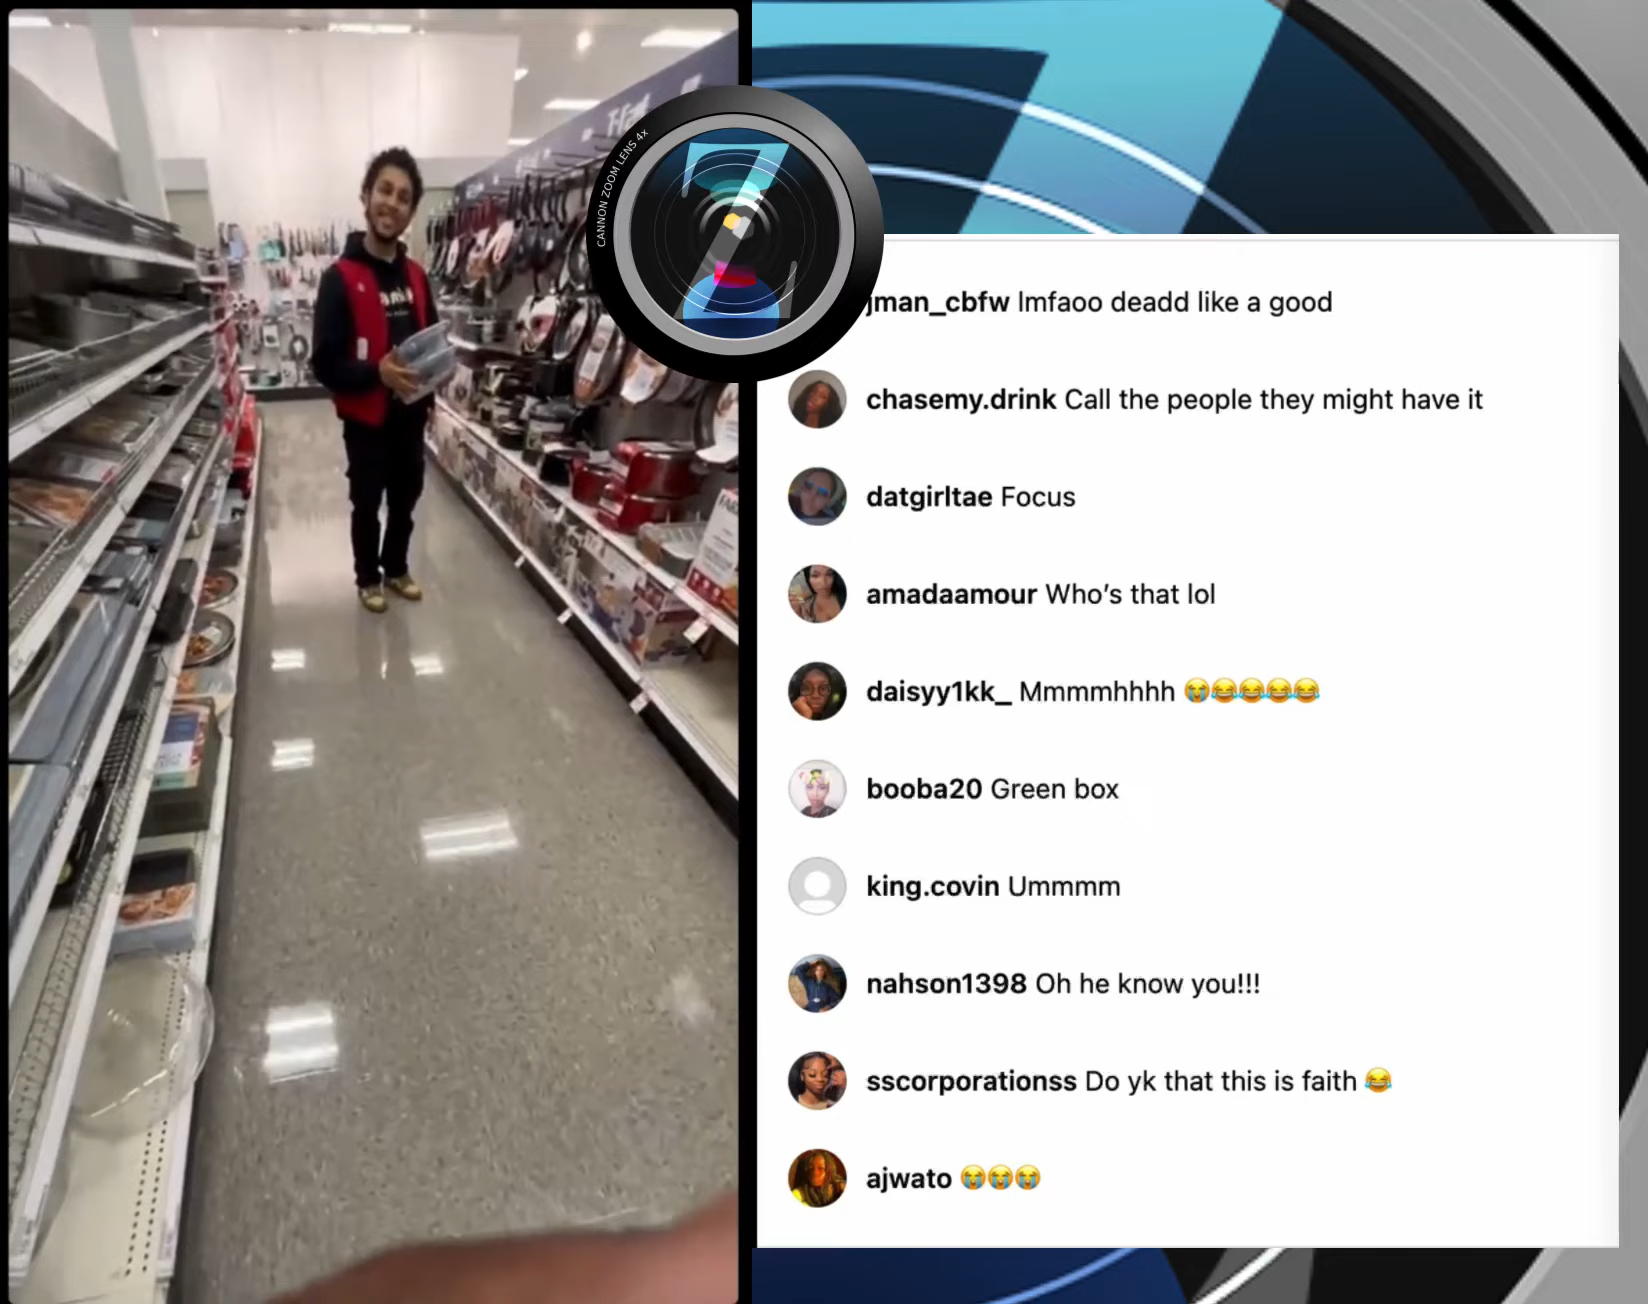 CANNON ZOOM LENS 4x
jman_cbfw lmfaoo deadd like a good
chasemy.drink Call the people they might have it
datgirltae Focus
amadaamour Who's that lol
daisyy1kk_ Mmmmhhhh 😭😂😂😂😂
booba20 Green box
king.covin Ummmm
nahson1398 Oh he know you!!!
sscorporationss Do yk that this is faith 😂
ajwato 😭😭😭